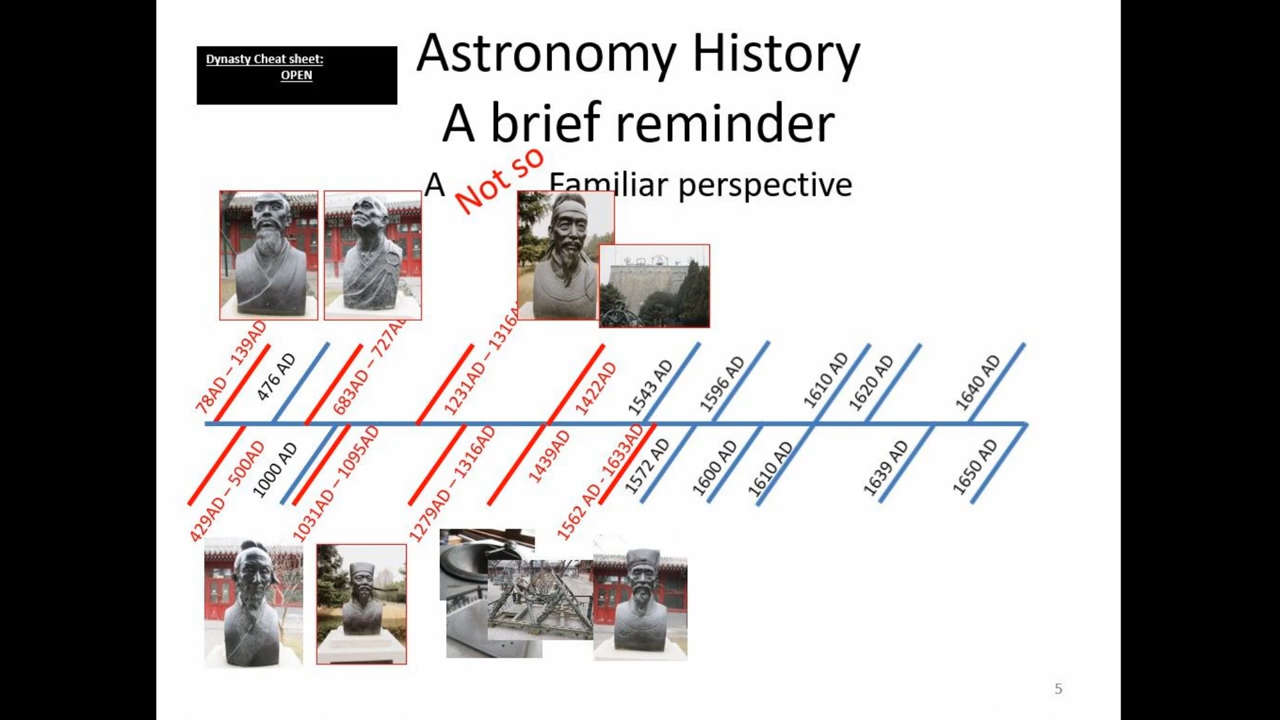 Dynasty Cheat sheet:
OPEN
Astronomy History
A brief reminder
A Not so Familiar perspective
78AD – 139AD
476 AD
683AD – 727AD
1231AD – 1316AD
1422AD
1543 AD
1596 AD
1610 AD
1620 AD
1640 AD
429AD – 500AD
1000 AD
1031AD – 1095AD
1279AD – 1316AD
1439AD
1562 AD - 1633AD
1572 AD
1600 AD
1610 AD
1639 AD
1650 AD
5